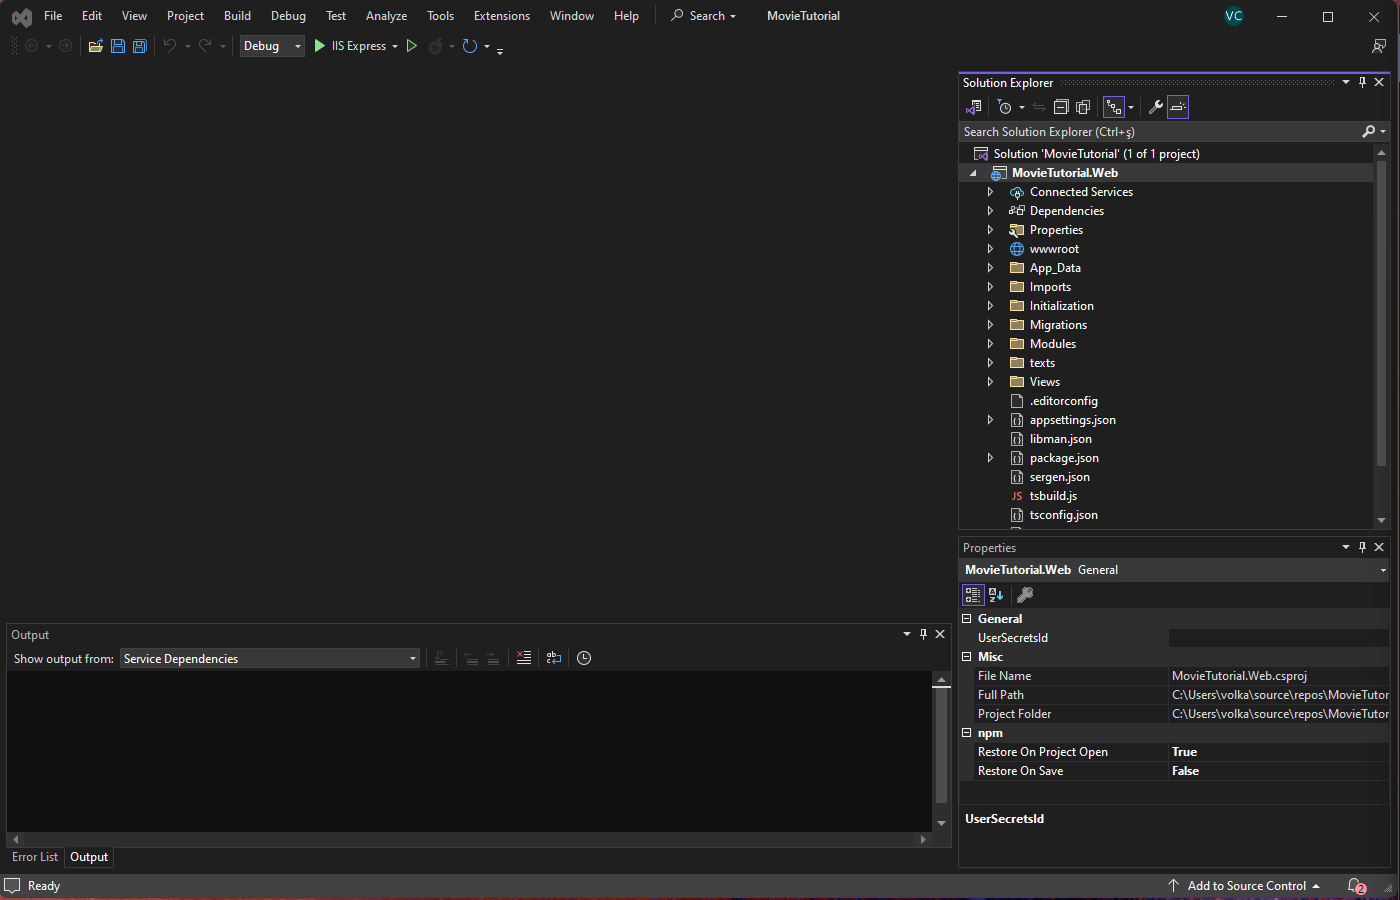 File Edit View Project Build Debug Test Analyze Tools Extensions Window Help Search MovieTutorial VC
Debug IIS Express
Solution Explorer
Search Solution Explorer (Ctrl+ş)
Solution 'MovieTutorial' (1 of 1 project)
MovieTutorial.Web
Connected Services
Dependencies
Properties
wwwroot
App_Data
Imports
Initialization
Migrations
Modules
texts
Views
.editorconfig
appsettings.json
libman.json
package.json
sergen.json
JS tsbuild.js
tsconfig.json
Properties
MovieTutorial.Web General
General
UserSecretsId
Misc
File Name MovieTutorial.Web.csproj
Full Path C:\Users\volka\source\repos\MovieTutor
Project Folder C:\Users\volka\source\repos\MovieTutor
npm
Restore On Project Open True
Restore On Save False
UserSecretsId
Output
Show output from: Service Dependencies
Error List Output
Ready Add to Source Control 2